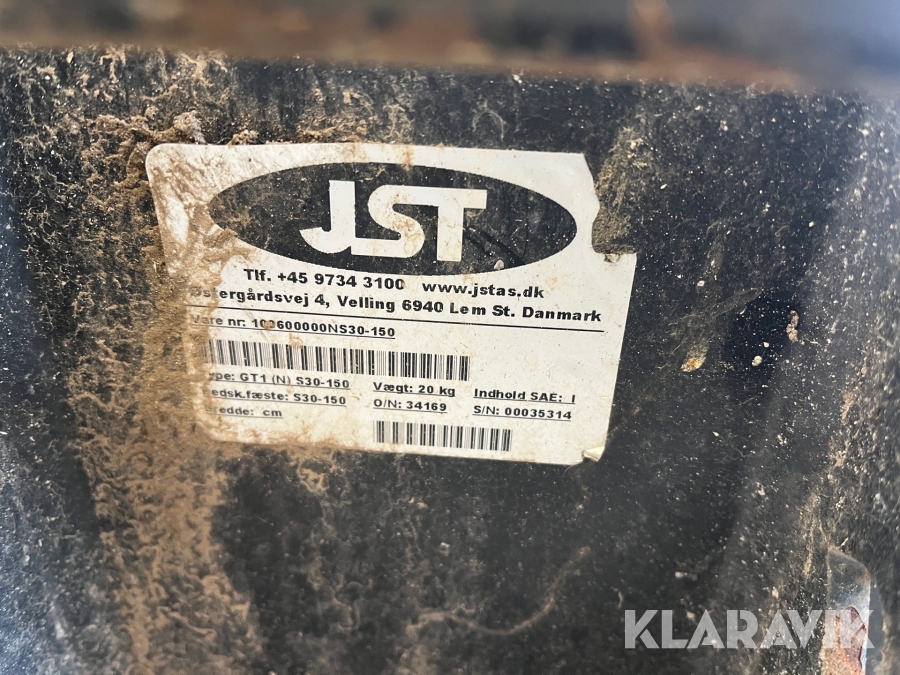 JST
Tlf. +45 9734 3100 www.jstas.dk
Østergårdsvej 4, Velling 6940 Lem St. Danmark
Vare nr: 100600000NS30-150
ype: GT1 (N) S30-150 Vægt: 20 kg Indhold SAE: l
edsk.fæste: S30-150 O/N: 34169 S/N: 00035314
redde: cm
KLARAVIK